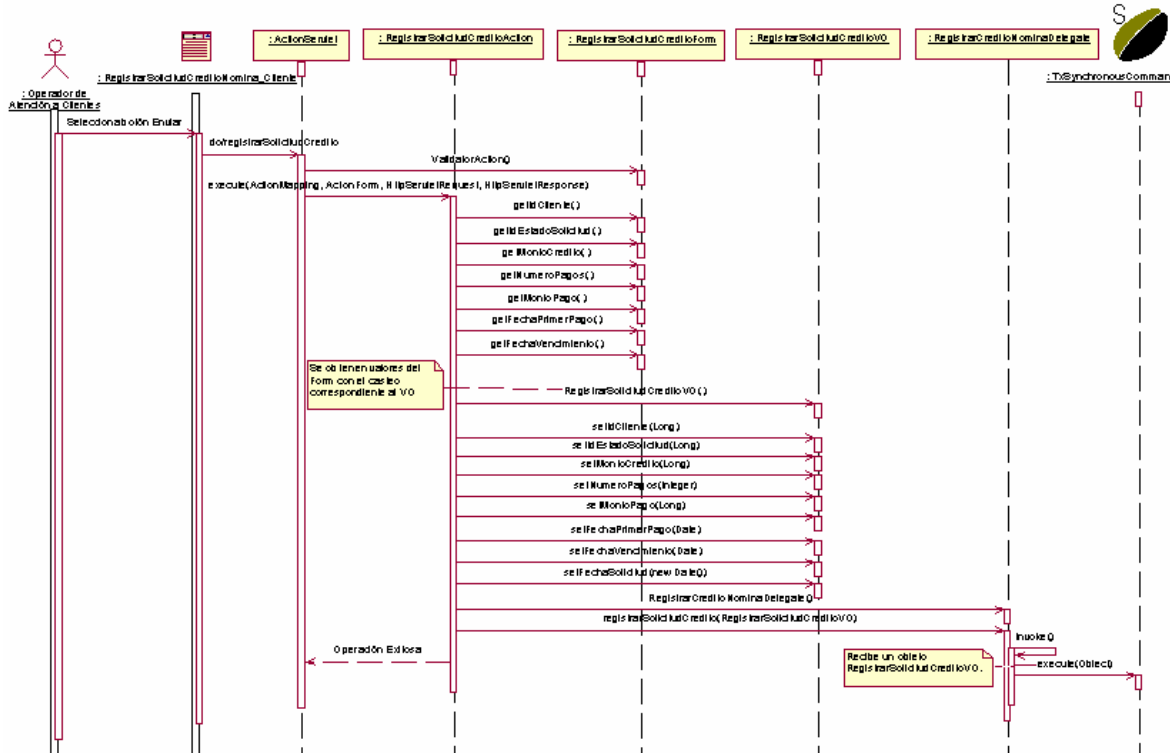 S
: ActionServlet
: RegistrarSolicitudCreditoAction
: RegistrarSolicitudCreditoForm
: RegistrarSolicitudCreditoVO
: RegistrarCreditoNominaDelegate
: RegistrarSolicitudCreditoNomina_Cliente
: TxSynchronousComman
: Operador de
Atención a Clientes
Selecciona botón Enviar
do/registrarSolicitudCredito
ValidatorAction()
execute(ActionMapping, ActionForm, HttpServletRequest, HttpServletResponse)
getIdCliente( )
getIdEstadoSolicitud( )
getMontoCredito( )
getNumeroPagos( )
getMontoPago( )
getFechaPrimerPago( )
getFechaVencimiento( )
Se obtienen valores del
Form con el casteo
correspondiente al VO
RegistrarSolicitudCreditoVO( )
setIdCliente(Long)
setIdEstadoSolicitud(Long)
setMontoCredito(Long)
setNumeroPagos(Integer)
setMontoPago(Long)
setFechaPrimerPago(Date)
setFechaVencimiento(Date)
setFechaSolicitud(new Date())
RegistrarCreditoNominaDelegate()
registrarSolicitudCredito(RegistrarSolicitudCreditoVO)
Operación Exitosa
invoke()
Recibe un objeto
RegistrarSolicitudCreditoVO.
execute(Object)